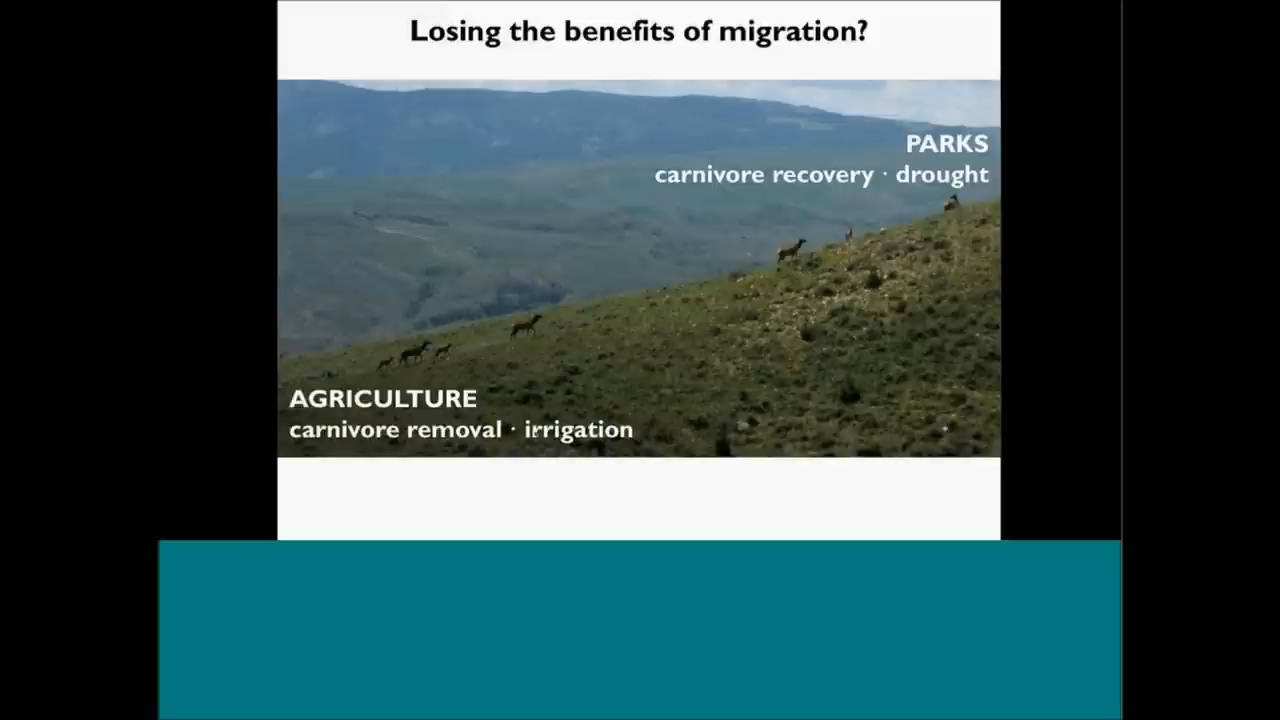 Losing the benefits of migration?
PARKS
carnivore recovery · drought
AGRICULTURE
carnivore removal · irrigation